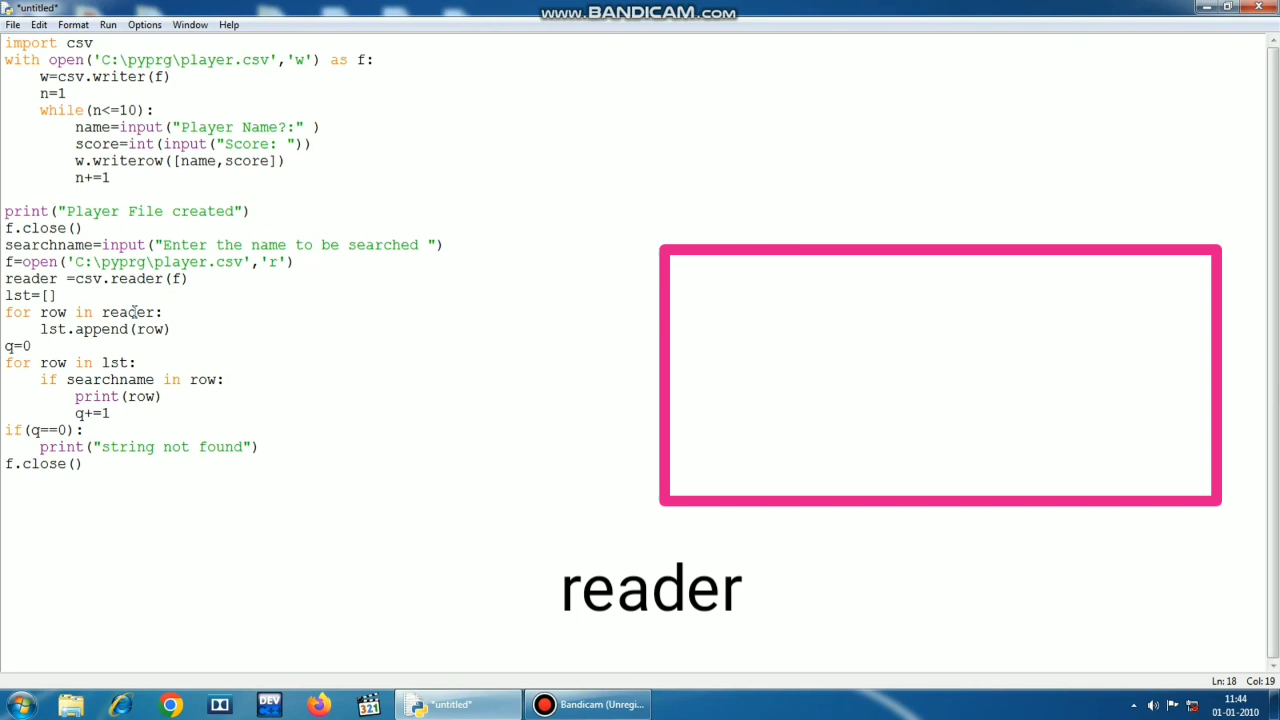 *untitled*
www.BANDICAM.com
File Edit Format Run Options Window Help
import csv
with open('C:\pyprg\player.csv','w') as f:
    w=csv.writer(f)
    n=1
    while(n<=10):
        name=input("Player Name?:" )
        score=int(input("Score: "))
        w.writerow([name,score])
        n+=1
print("Player File created")
f.close()
searchname=input("Enter the name to be searched ")
f=open('C:\pyprg\player.csv','r')
reader =csv.reader(f)
lst=[]
for row in reader:
    lst.append(row)
q=0
for row in lst:
    if searchname in row:
        print(row)
        q+=1
if(q==0):
    print("string not found")
f.close()
reader
Ln: 18 Col: 19
DEV
321
*untitled*
Bandicam (Unregi...
11:44
01-01-2010